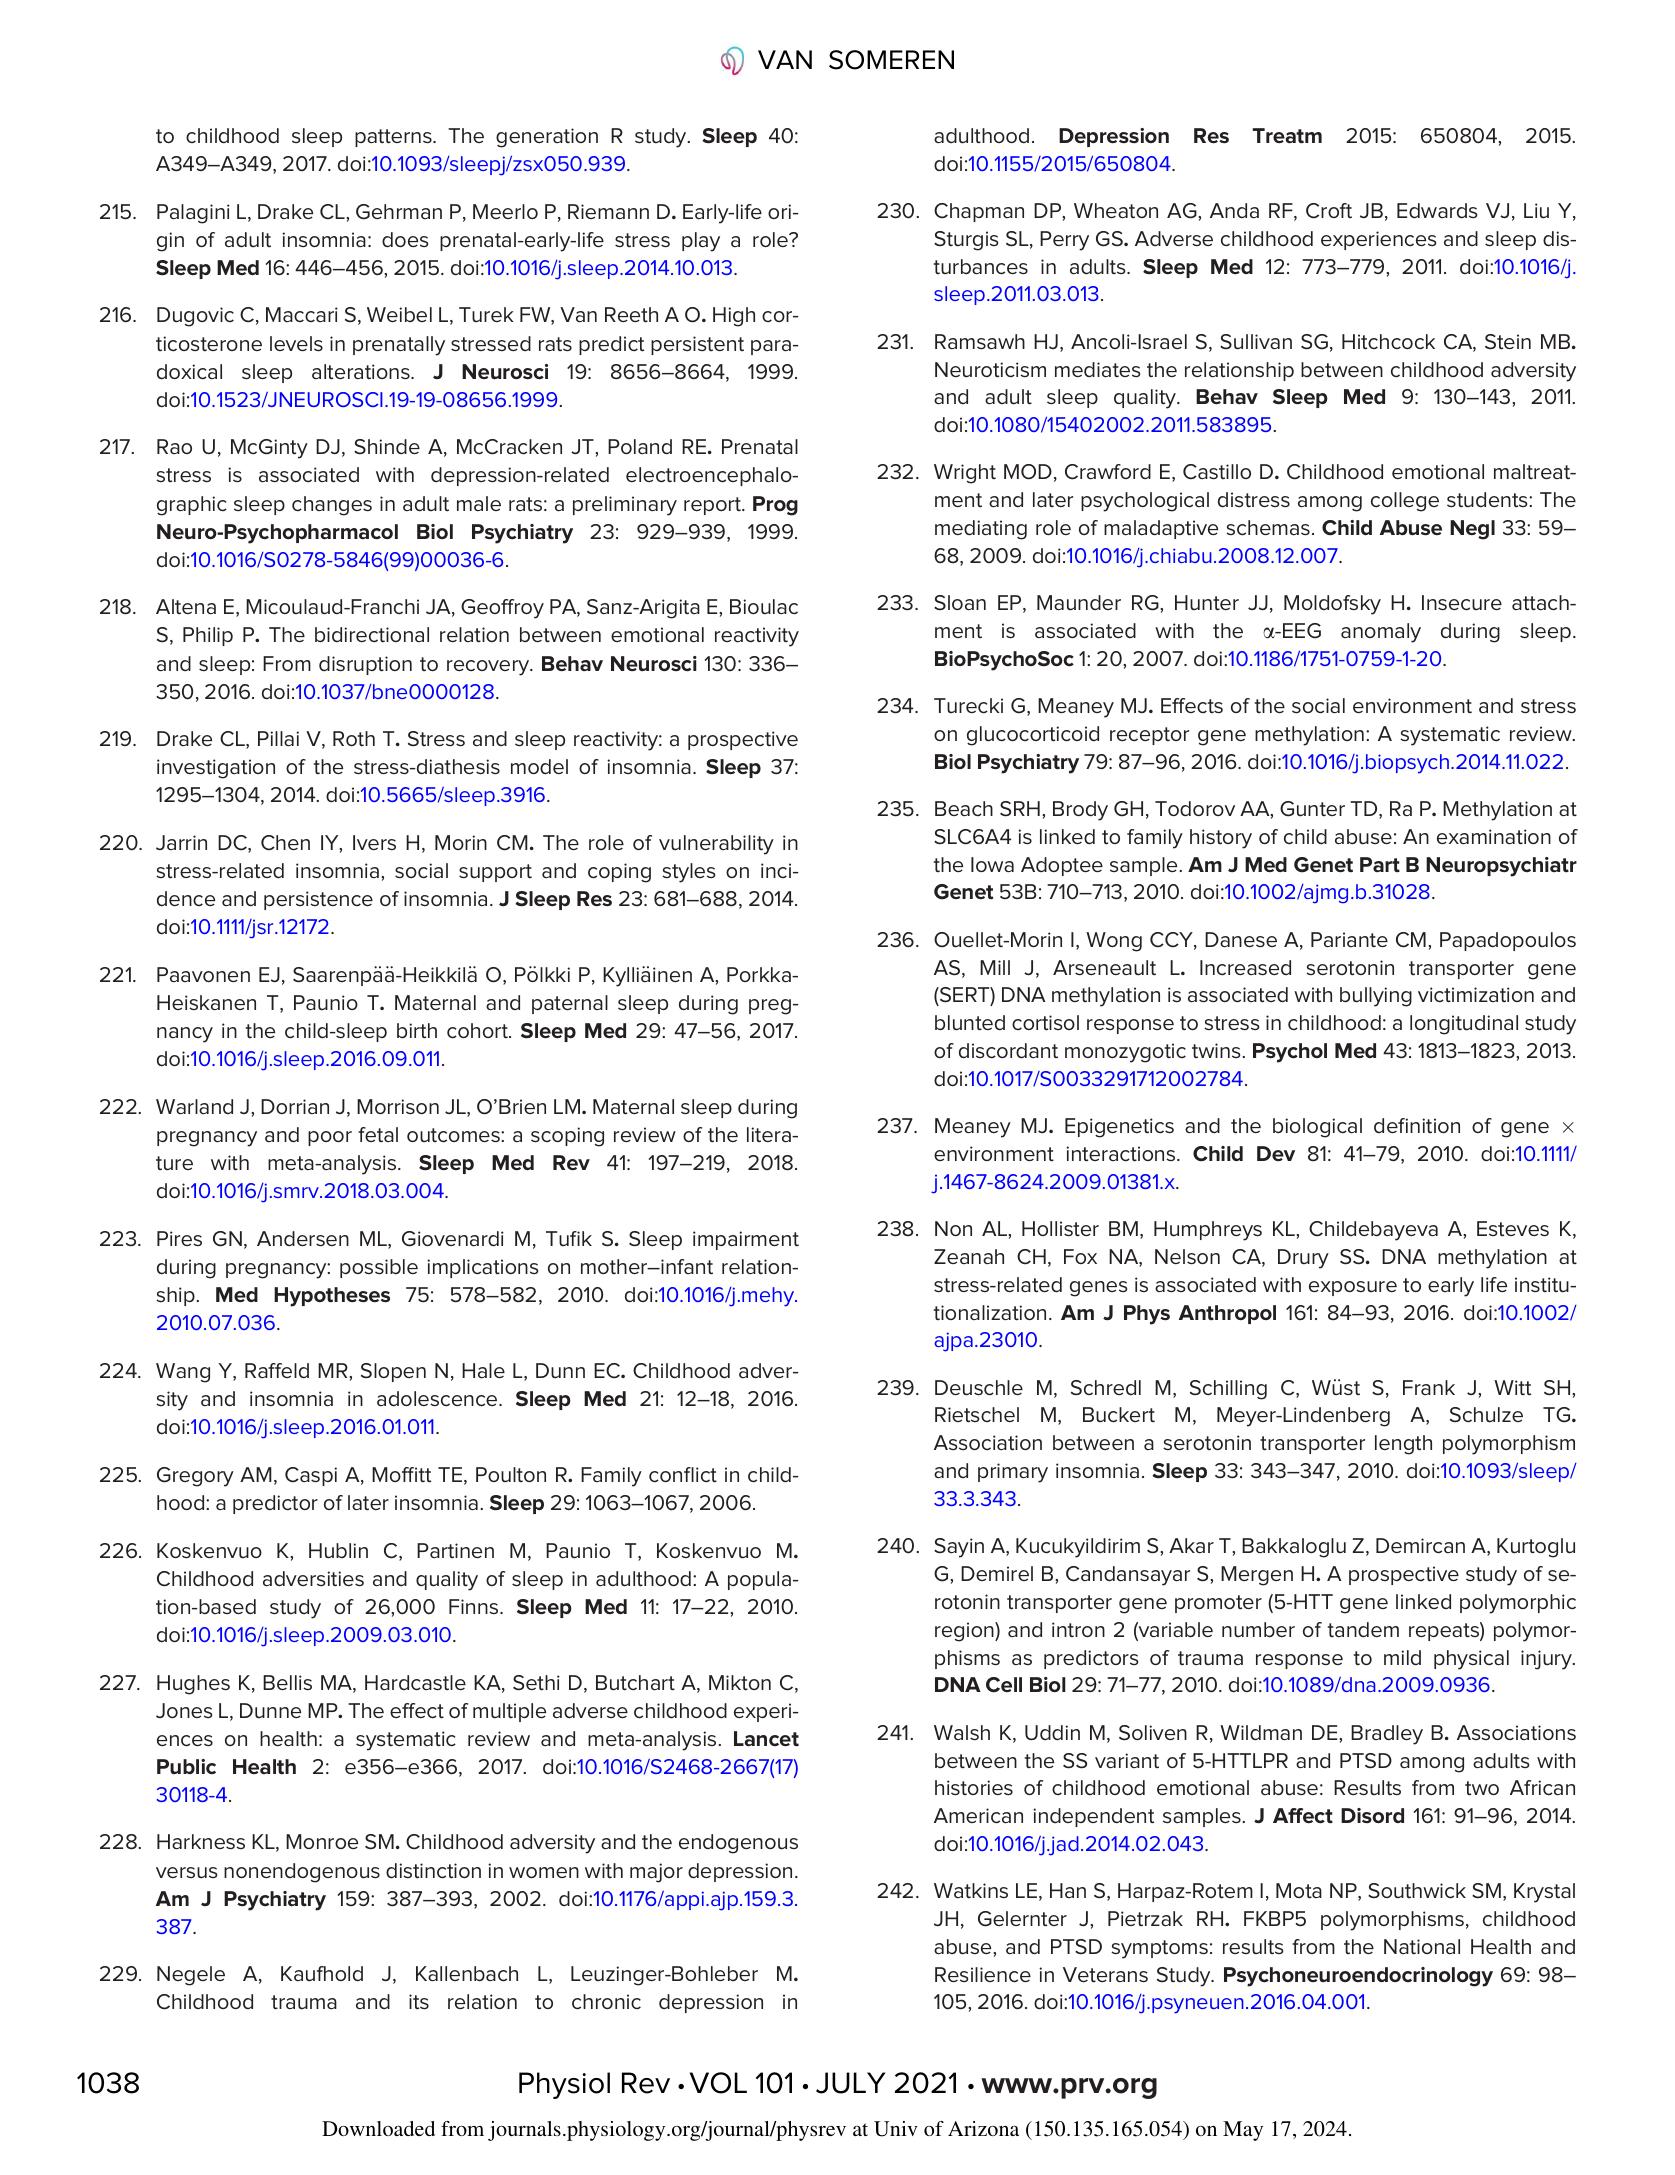 VAN SOMEREN
to childhood sleep patterns. The generation R study. Sleep 40:
A349–A349, 2017. doi:10.1093/sleepj/zsx050.939.
215. Palagini L, Drake CL, Gehrman P, Meerlo P, Riemann D. Early-life ori-
gin of adult insomnia: does prenatal-early-life stress play a role?
Sleep Med 16: 446–456, 2015. doi:10.1016/j.sleep.2014.10.013.
216. Dugovic C, Maccari S, Weibel L, Turek FW, Van Reeth A O. High cor-
ticosterone levels in prenatally stressed rats predict persistent para-
doxical sleep alterations. J Neurosci 19: 8656–8664, 1999.
doi:10.1523/JNEUROSCI.19-19-08656.1999.
217. Rao U, McGinty DJ, Shinde A, McCracken JT, Poland RE. Prenatal
stress is associated with depression-related electroencephalo-
graphic sleep changes in adult male rats: a preliminary report. Prog
Neuro-Psychopharmacol Biol Psychiatry 23: 929–939, 1999.
doi:10.1016/S0278-5846(99)00036-6.
218. Altena E, Micoulaud-Franchi JA, Geoffroy PA, Sanz-Arigita E, Bioulac
S, Philip P. The bidirectional relation between emotional reactivity
and sleep: From disruption to recovery. Behav Neurosci 130: 336–
350, 2016. doi:10.1037/bne0000128.
219. Drake CL, Pillai V, Roth T. Stress and sleep reactivity: a prospective
investigation of the stress-diathesis model of insomnia. Sleep 37:
1295–1304, 2014. doi:10.5665/sleep.3916.
220. Jarrin DC, Chen IY, Ivers H, Morin CM. The role of vulnerability in
stress-related insomnia, social support and coping styles on inci-
dence and persistence of insomnia. J Sleep Res 23: 681–688, 2014.
doi:10.1111/jsr.12172.
221. Paavonen EJ, Saarenpää-Heikkilä O, Pölkki P, Kylliäinen A, Porkka-
Heiskanen T, Paunio T. Maternal and paternal sleep during preg-
nancy in the child-sleep birth cohort. Sleep Med 29: 47–56, 2017.
doi:10.1016/j.sleep.2016.09.011.
222. Warland J, Dorrian J, Morrison JL, O'Brien LM. Maternal sleep during
pregnancy and poor fetal outcomes: a scoping review of the litera-
ture with meta-analysis. Sleep Med Rev 41: 197–219, 2018.
doi:10.1016/j.smrv.2018.03.004.
223. Pires GN, Andersen ML, Giovenardi M, Tufik S. Sleep impairment
during pregnancy: possible implications on mother–infant relation-
ship. Med Hypotheses 75: 578–582, 2010. doi:10.1016/j.mehy.
2010.07.036.
224. Wang Y, Raffeld MR, Slopen N, Hale L, Dunn EC. Childhood adver-
sity and insomnia in adolescence. Sleep Med 21: 12–18, 2016.
doi:10.1016/j.sleep.2016.01.011.
225. Gregory AM, Caspi A, Moffitt TE, Poulton R. Family conflict in child-
hood: a predictor of later insomnia. Sleep 29: 1063–1067, 2006.
226. Koskenvuo K, Hublin C, Partinen M, Paunio T, Koskenvuo M.
Childhood adversities and quality of sleep in adulthood: A popula-
tion-based study of 26,000 Finns. Sleep Med 11: 17–22, 2010.
doi:10.1016/j.sleep.2009.03.010.
227. Hughes K, Bellis MA, Hardcastle KA, Sethi D, Butchart A, Mikton C,
Jones L, Dunne MP. The effect of multiple adverse childhood experi-
ences on health: a systematic review and meta-analysis. Lancet
Public Health 2: e356–e366, 2017. doi:10.1016/S2468-2667(17)
30118-4.
228. Harkness KL, Monroe SM. Childhood adversity and the endogenous
versus nonendogenous distinction in women with major depression.
Am J Psychiatry 159: 387–393, 2002. doi:10.1176/appi.ajp.159.3.
387.
229. Negele A, Kaufhold J, Kallenbach L, Leuzinger-Bohleber M.
Childhood trauma and its relation to chronic depression in
adulthood. Depression Res Treatm 2015: 650804, 2015.
doi:10.1155/2015/650804.
230. Chapman DP, Wheaton AG, Anda RF, Croft JB, Edwards VJ, Liu Y,
Sturgis SL, Perry GS. Adverse childhood experiences and sleep dis-
turbances in adults. Sleep Med 12: 773–779, 2011. doi:10.1016/j.
sleep.2011.03.013.
231. Ramsawh HJ, Ancoli-Israel S, Sullivan SG, Hitchcock CA, Stein MB.
Neuroticism mediates the relationship between childhood adversity
and adult sleep quality. Behav Sleep Med 9: 130–143, 2011.
doi:10.1080/15402002.2011.583895.
232. Wright MOD, Crawford E, Castillo D. Childhood emotional maltreat-
ment and later psychological distress among college students: The
mediating role of maladaptive schemas. Child Abuse Negl 33: 59–
68, 2009. doi:10.1016/j.chiabu.2008.12.007.
233. Sloan EP, Maunder RG, Hunter JJ, Moldofsky H. Insecure attach-
ment is associated with the α-EEG anomaly during sleep.
BioPsychoSoc 1: 20, 2007. doi:10.1186/1751-0759-1-20.
234. Turecki G, Meaney MJ. Effects of the social environment and stress
on glucocorticoid receptor gene methylation: A systematic review.
Biol Psychiatry 79: 87–96, 2016. doi:10.1016/j.biopsych.2014.11.022.
235. Beach SRH, Brody GH, Todorov AA, Gunter TD, Ra P. Methylation at
SLC6A4 is linked to family history of child abuse: An examination of
the Iowa Adoptee sample. Am J Med Genet Part B Neuropsychiatr
Genet 53B: 710–713, 2010. doi:10.1002/ajmg.b.31028.
236. Ouellet-Morin I, Wong CCY, Danese A, Pariante CM, Papadopoulos
AS, Mill J, Arseneault L. Increased serotonin transporter gene
(SERT) DNA methylation is associated with bullying victimization and
blunted cortisol response to stress in childhood: a longitudinal study
of discordant monozygotic twins. Psychol Med 43: 1813–1823, 2013.
doi:10.1017/S0033291712002784.
237. Meaney MJ. Epigenetics and the biological definition of gene ×
environment interactions. Child Dev 81: 41–79, 2010. doi:10.1111/
j.1467-8624.2009.01381.x.
238. Non AL, Hollister BM, Humphreys KL, Childebayeva A, Esteves K,
Zeanah CH, Fox NA, Nelson CA, Drury SS. DNA methylation at
stress-related genes is associated with exposure to early life institu-
tionalization. Am J Phys Anthropol 161: 84–93, 2016. doi:10.1002/
ajpa.23010.
239. Deuschle M, Schredl M, Schilling C, Wüst S, Frank J, Witt SH,
Rietschel M, Buckert M, Meyer-Lindenberg A, Schulze TG.
Association between a serotonin transporter length polymorphism
and primary insomnia. Sleep 33: 343–347, 2010. doi:10.1093/sleep/
33.3.343.
240. Sayin A, Kucukyildirim S, Akar T, Bakkaloglu Z, Demircan A, Kurtoglu
G, Demirel B, Candansayar S, Mergen H. A prospective study of se-
rotonin transporter gene promoter (5-HTT gene linked polymorphic
region) and intron 2 (variable number of tandem repeats) polymor-
phisms as predictors of trauma response to mild physical injury.
DNA Cell Biol 29: 71–77, 2010. doi:10.1089/dna.2009.0936.
241. Walsh K, Uddin M, Soliven R, Wildman DE, Bradley B. Associations
between the SS variant of 5-HTTLPR and PTSD among adults with
histories of childhood emotional abuse: Results from two African
American independent samples. J Affect Disord 161: 91–96, 2014.
doi:10.1016/j.jad.2014.02.043.
242. Watkins LE, Han S, Harpaz-Rotem I, Mota NP, Southwick SM, Krystal
JH, Gelernter J, Pietrzak RH. FKBP5 polymorphisms, childhood
abuse, and PTSD symptoms: results from the National Health and
Resilience in Veterans Study. Psychoneuroendocrinology 69: 98–
105, 2016. doi:10.1016/j.psyneuen.2016.04.001.
1038 Physiol Rev • VOL 101 • JULY 2021 • www.prv.org
Downloaded from journals.physiology.org/journal/physrev at Univ of Arizona (150.135.165.054) on May 17, 2024.